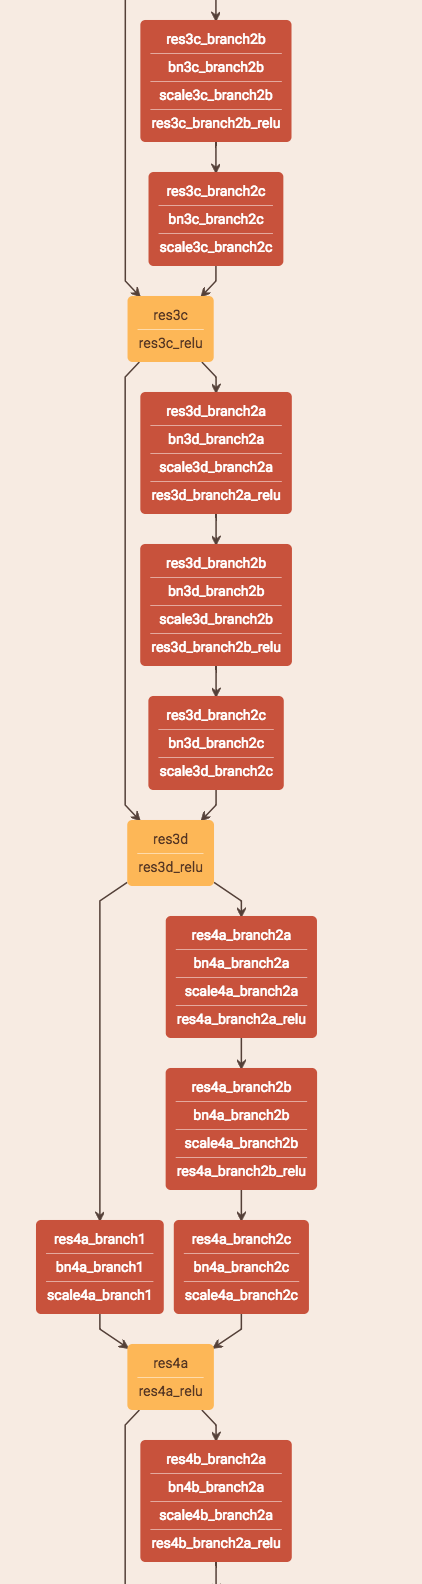 res3c_branch2b
bn3c_branch2b
scale3c_branch2b
res3c_branch2b_relu
res3c_branch2c
bn3c_branch2c
scale3c_branch2c
res3c
res3c_relu
res3d_branch2a
bn3d_branch2a
scale3d_branch2a
res3d_branch2a_relu
res3d_branch2b
bn3d_branch2b
scale3d_branch2b
res3d_branch2b_relu
res3d_branch2c
bn3d_branch2c
scale3d_branch2c
res3d
res3d_relu
res4a_branch2a
bn4a_branch2a
scale4a_branch2a
res4a_branch2a_relu
res4a_branch2b
bn4a_branch2b
scale4a_branch2b
res4a_branch2b_relu
res4a_branch1
bn4a_branch1
scale4a_branch1
res4a_branch2c
bn4a_branch2c
scale4a_branch2c
res4a
res4a_relu
res4b_branch2a
bn4b_branch2a
scale4b_branch2a
res4b_branch2a_relu